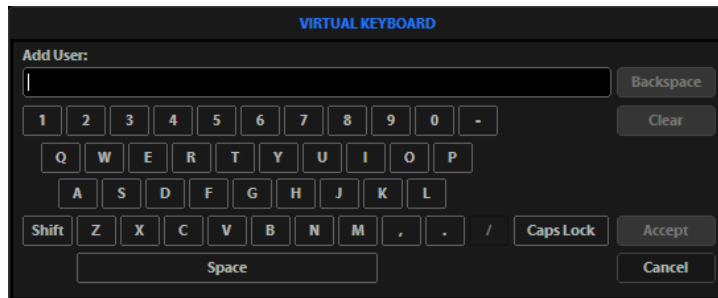 VIRTUAL KEYBOARD
Add User:
Backspace
1 2 3 4 5 6 7 8 9 0 - Clear
Q W E R T Y U I O P
A S D F G H J K L
Shift Z X C V B N M , . / Caps Lock Accept
Space Cancel